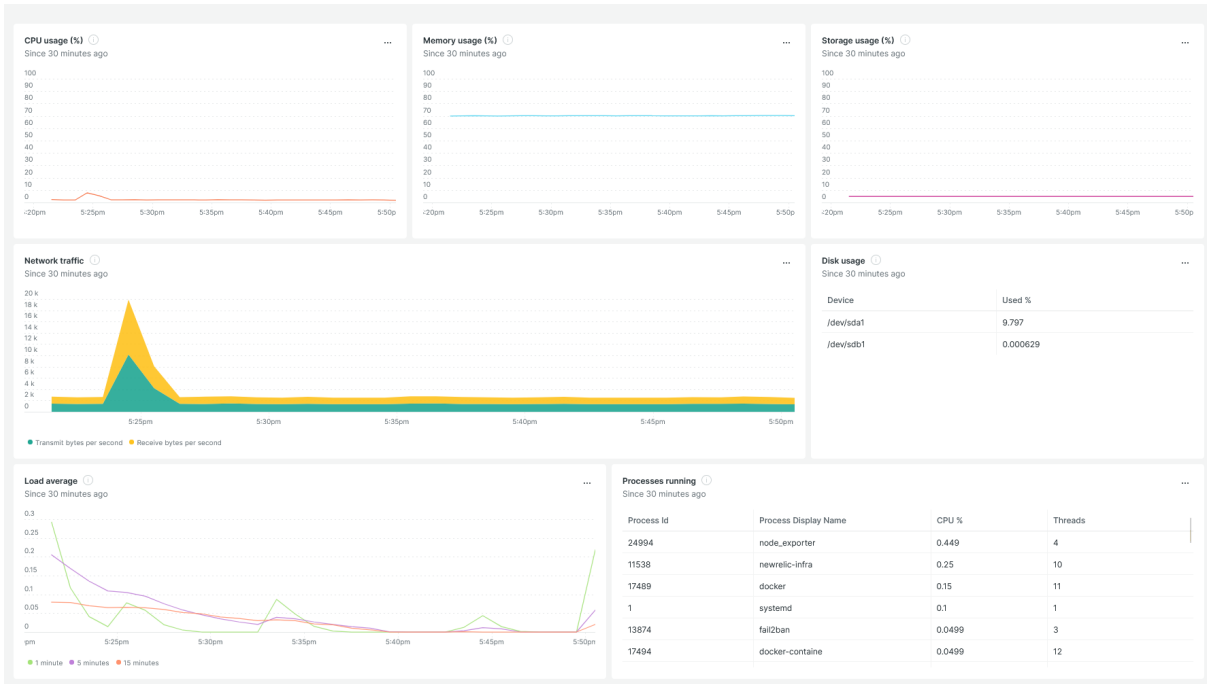 CPU usage (%)
Since 30 minutes ago
100
90
80
70
60
50
40
30
20
10
0
:20pm 5:25pm 5:30pm 5:35pm 5:40pm 5:45pm 5:50p
Memory usage (%)
Since 30 minutes ago
100
90
80
70
60
50
40
30
20
10
0
:20pm 5:25pm 5:30pm 5:35pm 5:40pm 5:45pm 5:50p
Storage usage (%)
Since 30 minutes ago
100
90
80
70
60
50
40
30
20
10
0
:20pm 5:25pm 5:30pm 5:35pm 5:40pm 5:45pm 5:50p
Network traffic
Since 30 minutes ago
20 k
18 k
16 k
14 k
12 k
10 k
8 k
6 k
4 k
2 k
0
5:25pm 5:30pm 5:35pm 5:40pm 5:45pm 5:50pm
Transmit bytes per second Receive bytes per second
Disk usage
Since 30 minutes ago
Device Used %
/dev/sda1 9.797
/dev/sdb1 0.000629
Load average
Since 30 minutes ago
0.3
0.25
0.2
0.15
0.1
0.05
0
pm 5:25pm 5:30pm 5:35pm 5:40pm 5:45pm 5:50pm
1 minute 5 minutes 15 minutes
Processes running
Since 30 minutes ago
Process Id Process Display Name CPU % Threads
24994 node_exporter 0.449 4
11538 newrelic-infra 0.25 10
17489 docker 0.15 11
1 systemd 0.1 1
13874 fail2ban 0.0499 3
17494 docker-containe 0.0499 12